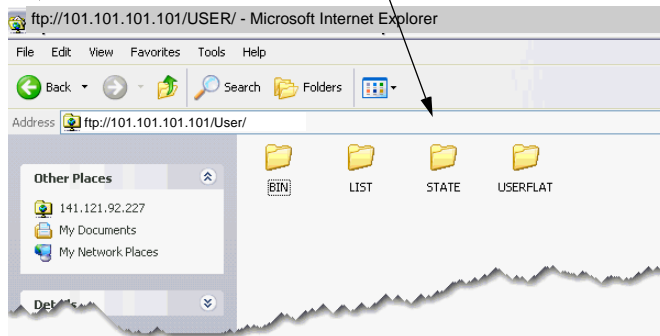 ftp://101.101.101.101/USER/ - Microsoft Internet Explorer
File Edit View Favorites Tools Help
Back Search Folders
Address ftp://101.101.101.101/User/
Other Places
141.121.92.227
My Documents
My Network Places
Details
BIN LIST STATE USERFLAT